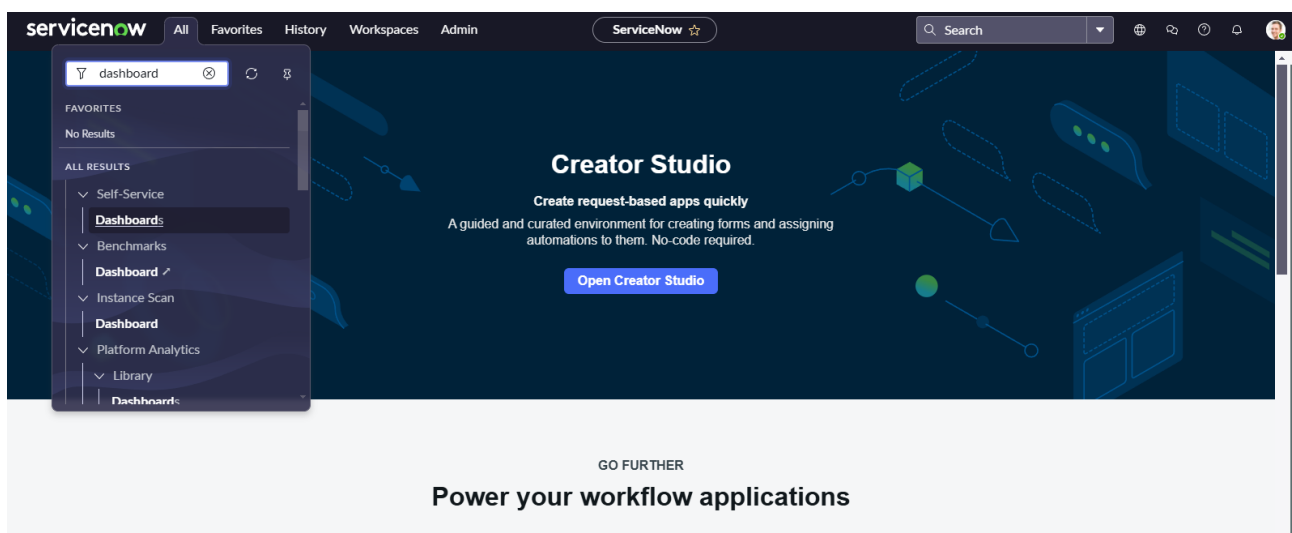 servicenow All Favorites History Workspaces Admin ServiceNow Search
dashboard
FAVORITES
No Results
ALL RESULTS
Self-Service
Dashboards
Benchmarks
Dashboard
Instance Scan
Dashboard
Platform Analytics
Library
Dashboards
Creator Studio
Create request-based apps quickly
A guided and curated environment for creating forms and assigning
automations to them. No-code required.
Open Creator Studio
GO FURTHER
Power your workflow applications